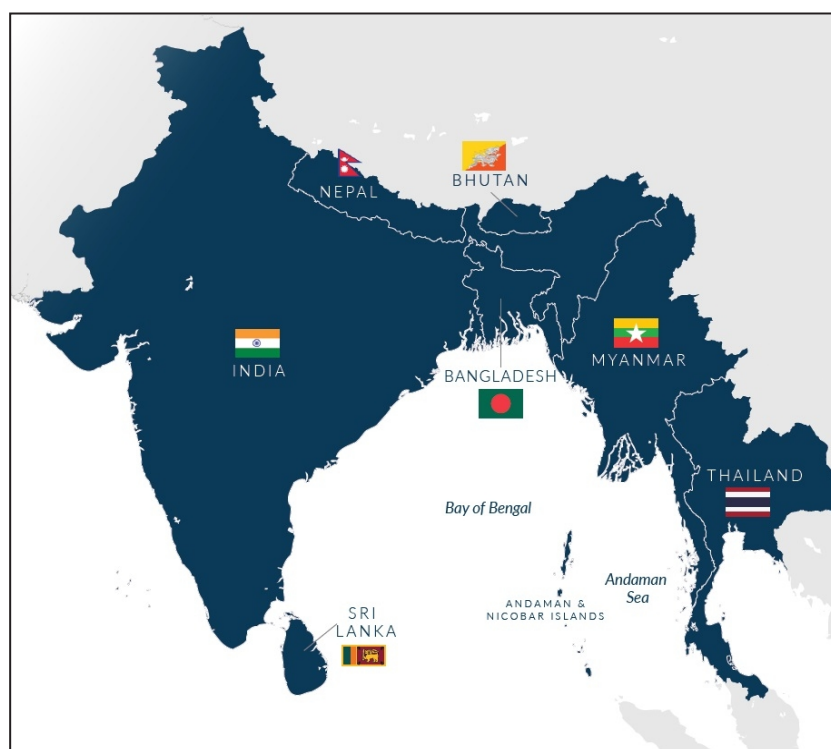 NEPAL
BHUTAN
INDIA
MYANMAR
BANGLADESH
THAILAND
Bay of Bengal
Andaman
Sea
ANDAMAN &
NICOBAR ISLANDS
SRI
LANKA